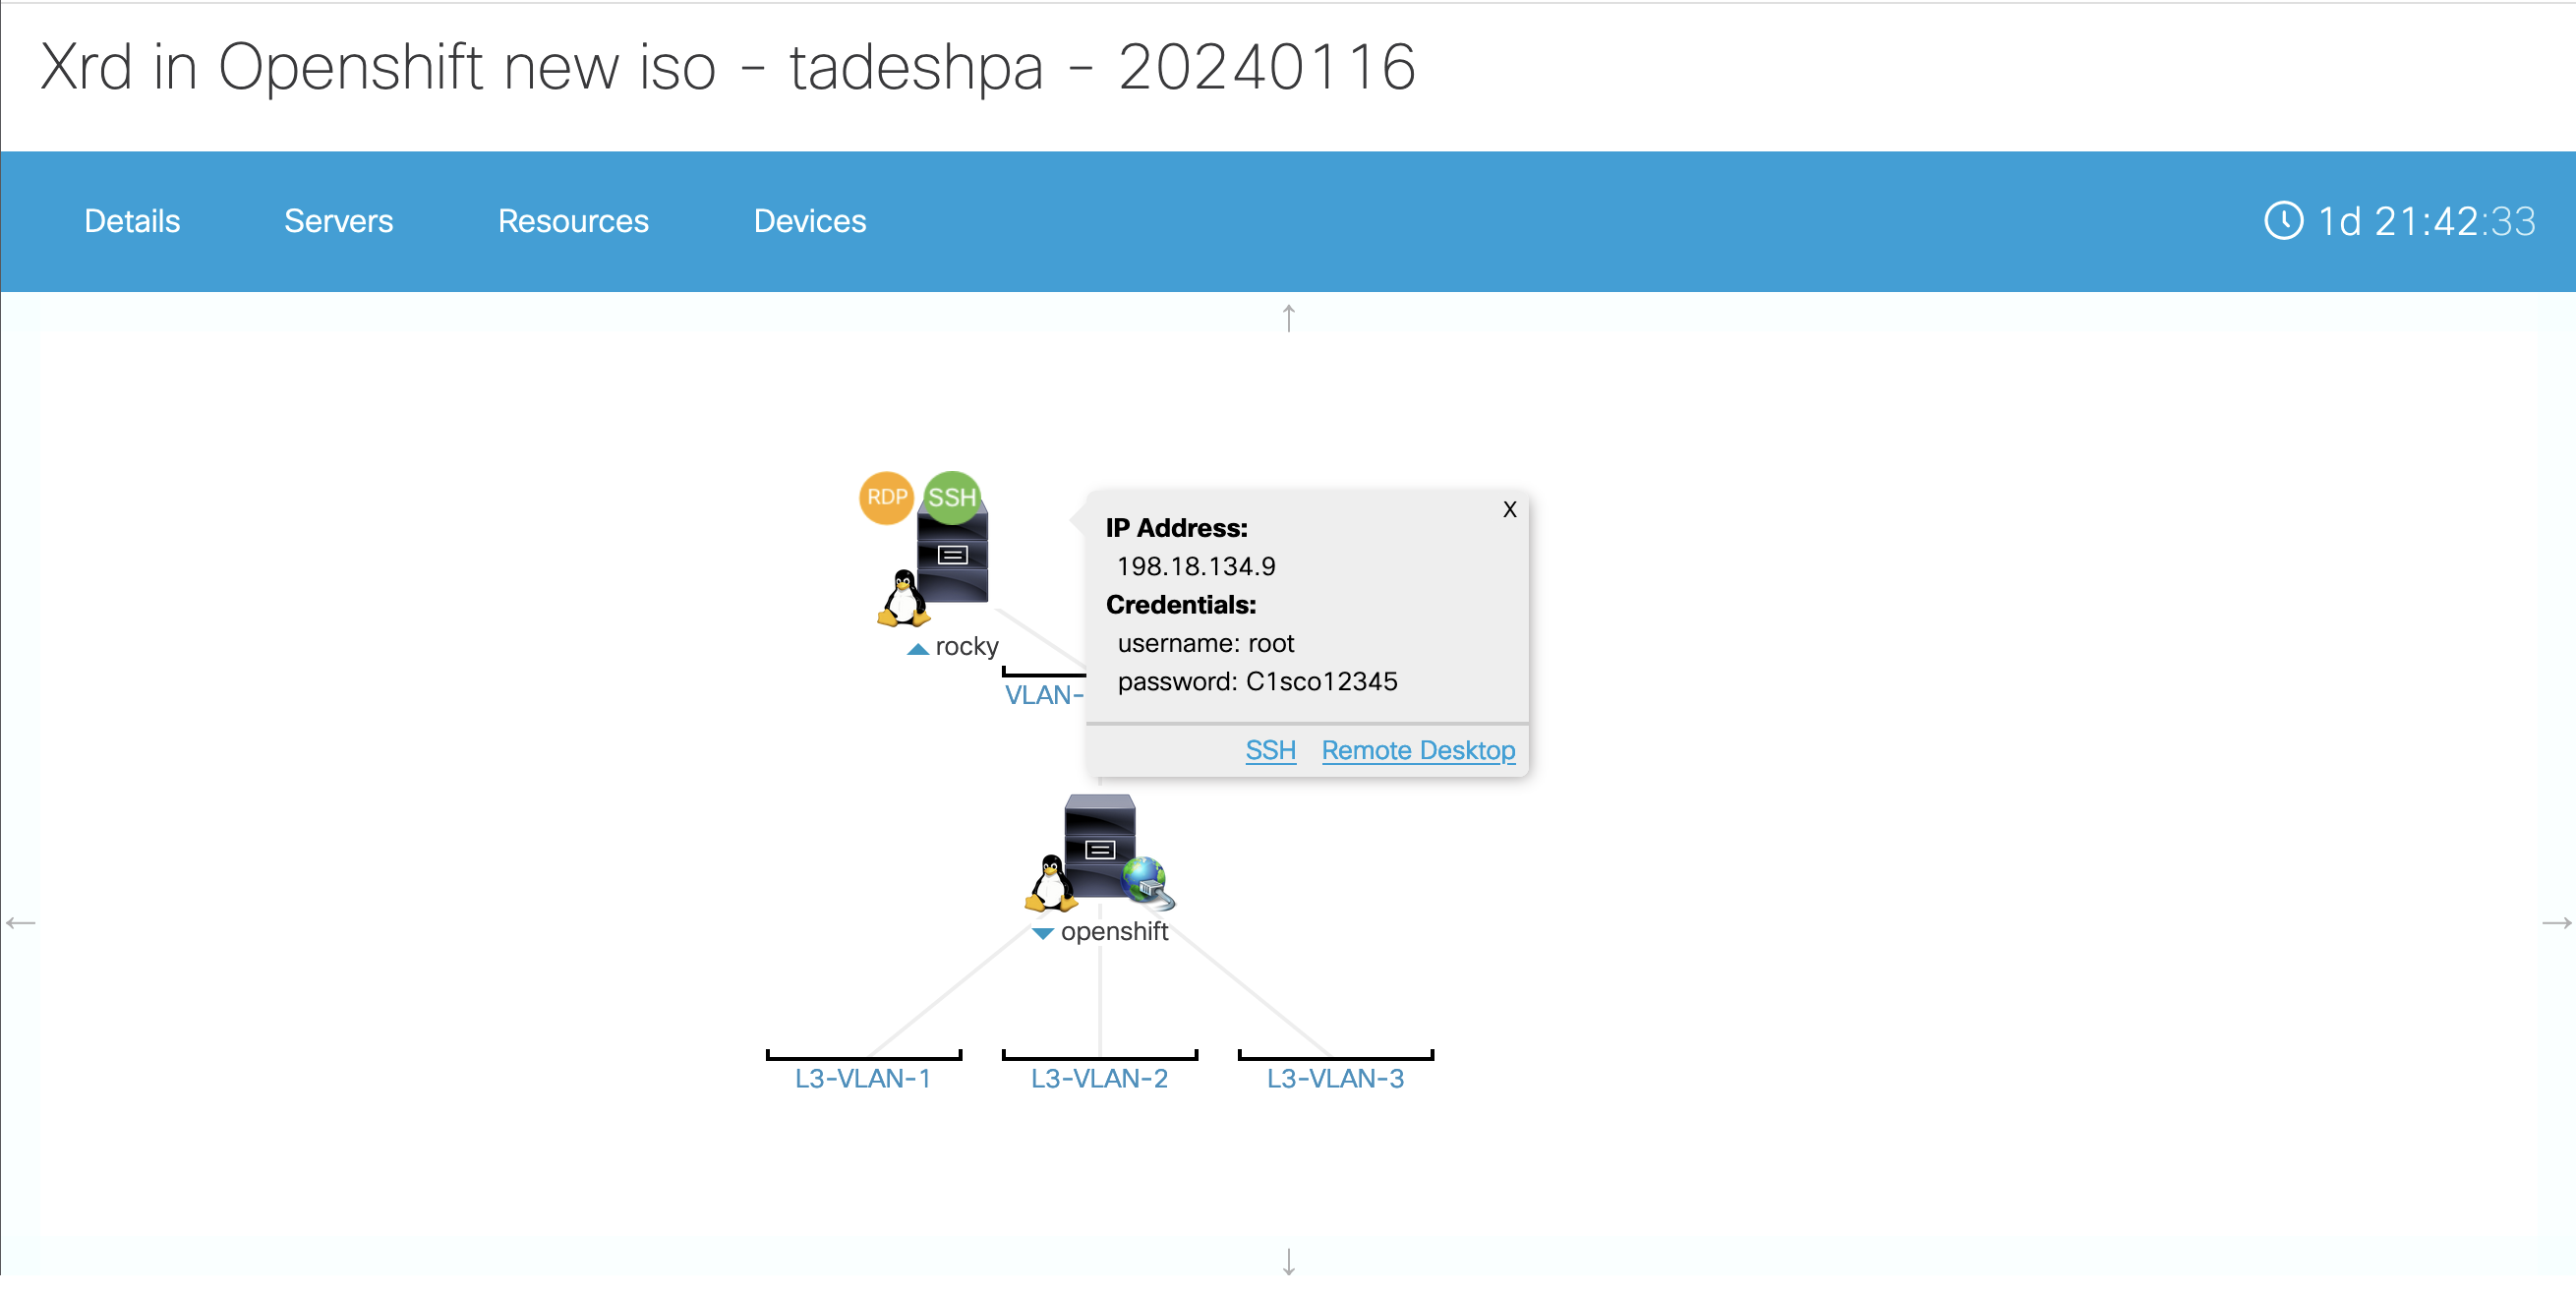 Xrd in Openshift new iso - tadeshpa - 20240116
Details Servers Resources Devices 1d 21:42:33
RDP SSH
X
IP Address:
198.18.134.9
Credentials:
username: root
password: C1sco12345
SSH Remote Desktop
rocky
VLAN-
openshift
L3-VLAN-1 L3-VLAN-2 L3-VLAN-3